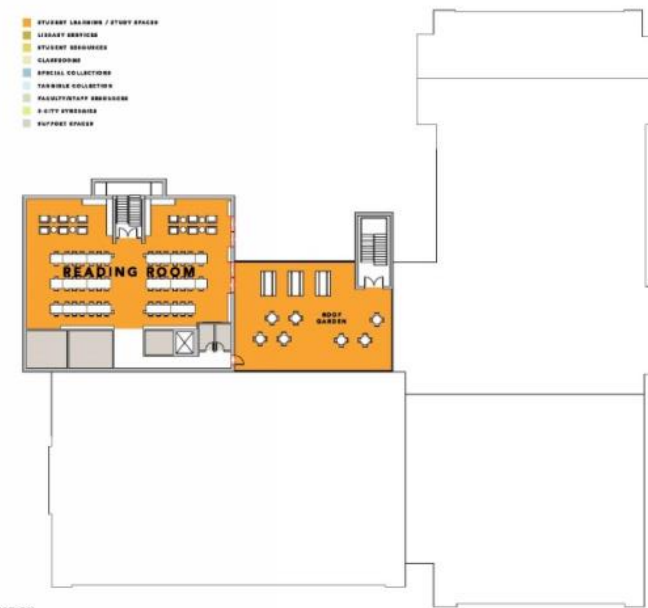 STUDENT LEARNING / STUDY SPACES
LIBRARY SERVICES
STUDENT RESOURCES
CLASSROOMS
SPECIAL COLLECTIONS
TANGIBLE COLLECTION
FACULTY/STAFF RESOURCES
SYNERGIES
SUPPORT SPACES
READING ROOM
ROOF
GARDEN